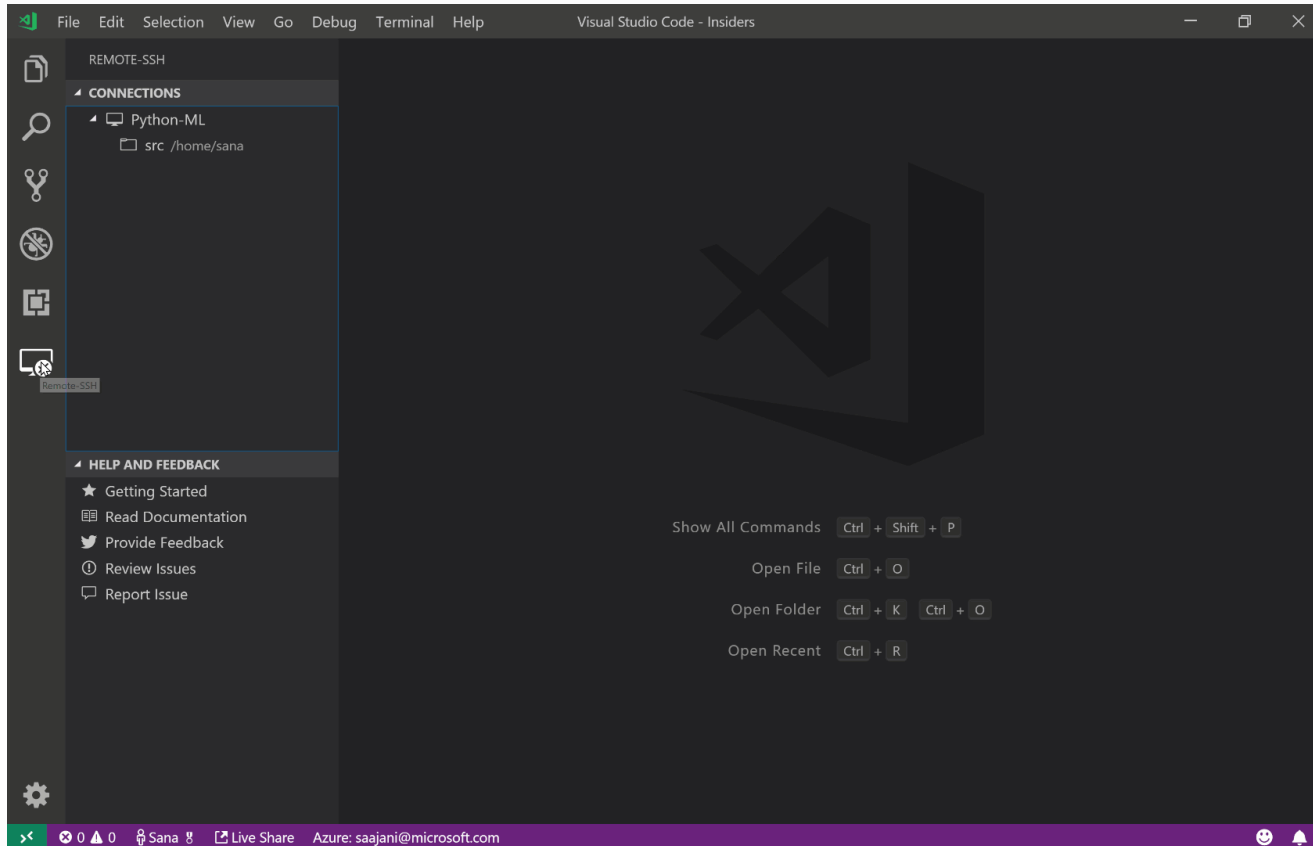 File Edit Selection View Go Debug Terminal Help Visual Studio Code - Insiders
REMOTE-SSH
CONNECTIONS
Python-ML
src /home/sana
Remote-SSH
HELP AND FEEDBACK
Getting Started
Read Documentation
Provide Feedback
Review Issues
Report Issue
Show All Commands Ctrl + Shift + P
Open File Ctrl + O
Open Folder Ctrl + K Ctrl + O
Open Recent Ctrl + R
0 0 Sana Live Share Azure: saajani@microsoft.com